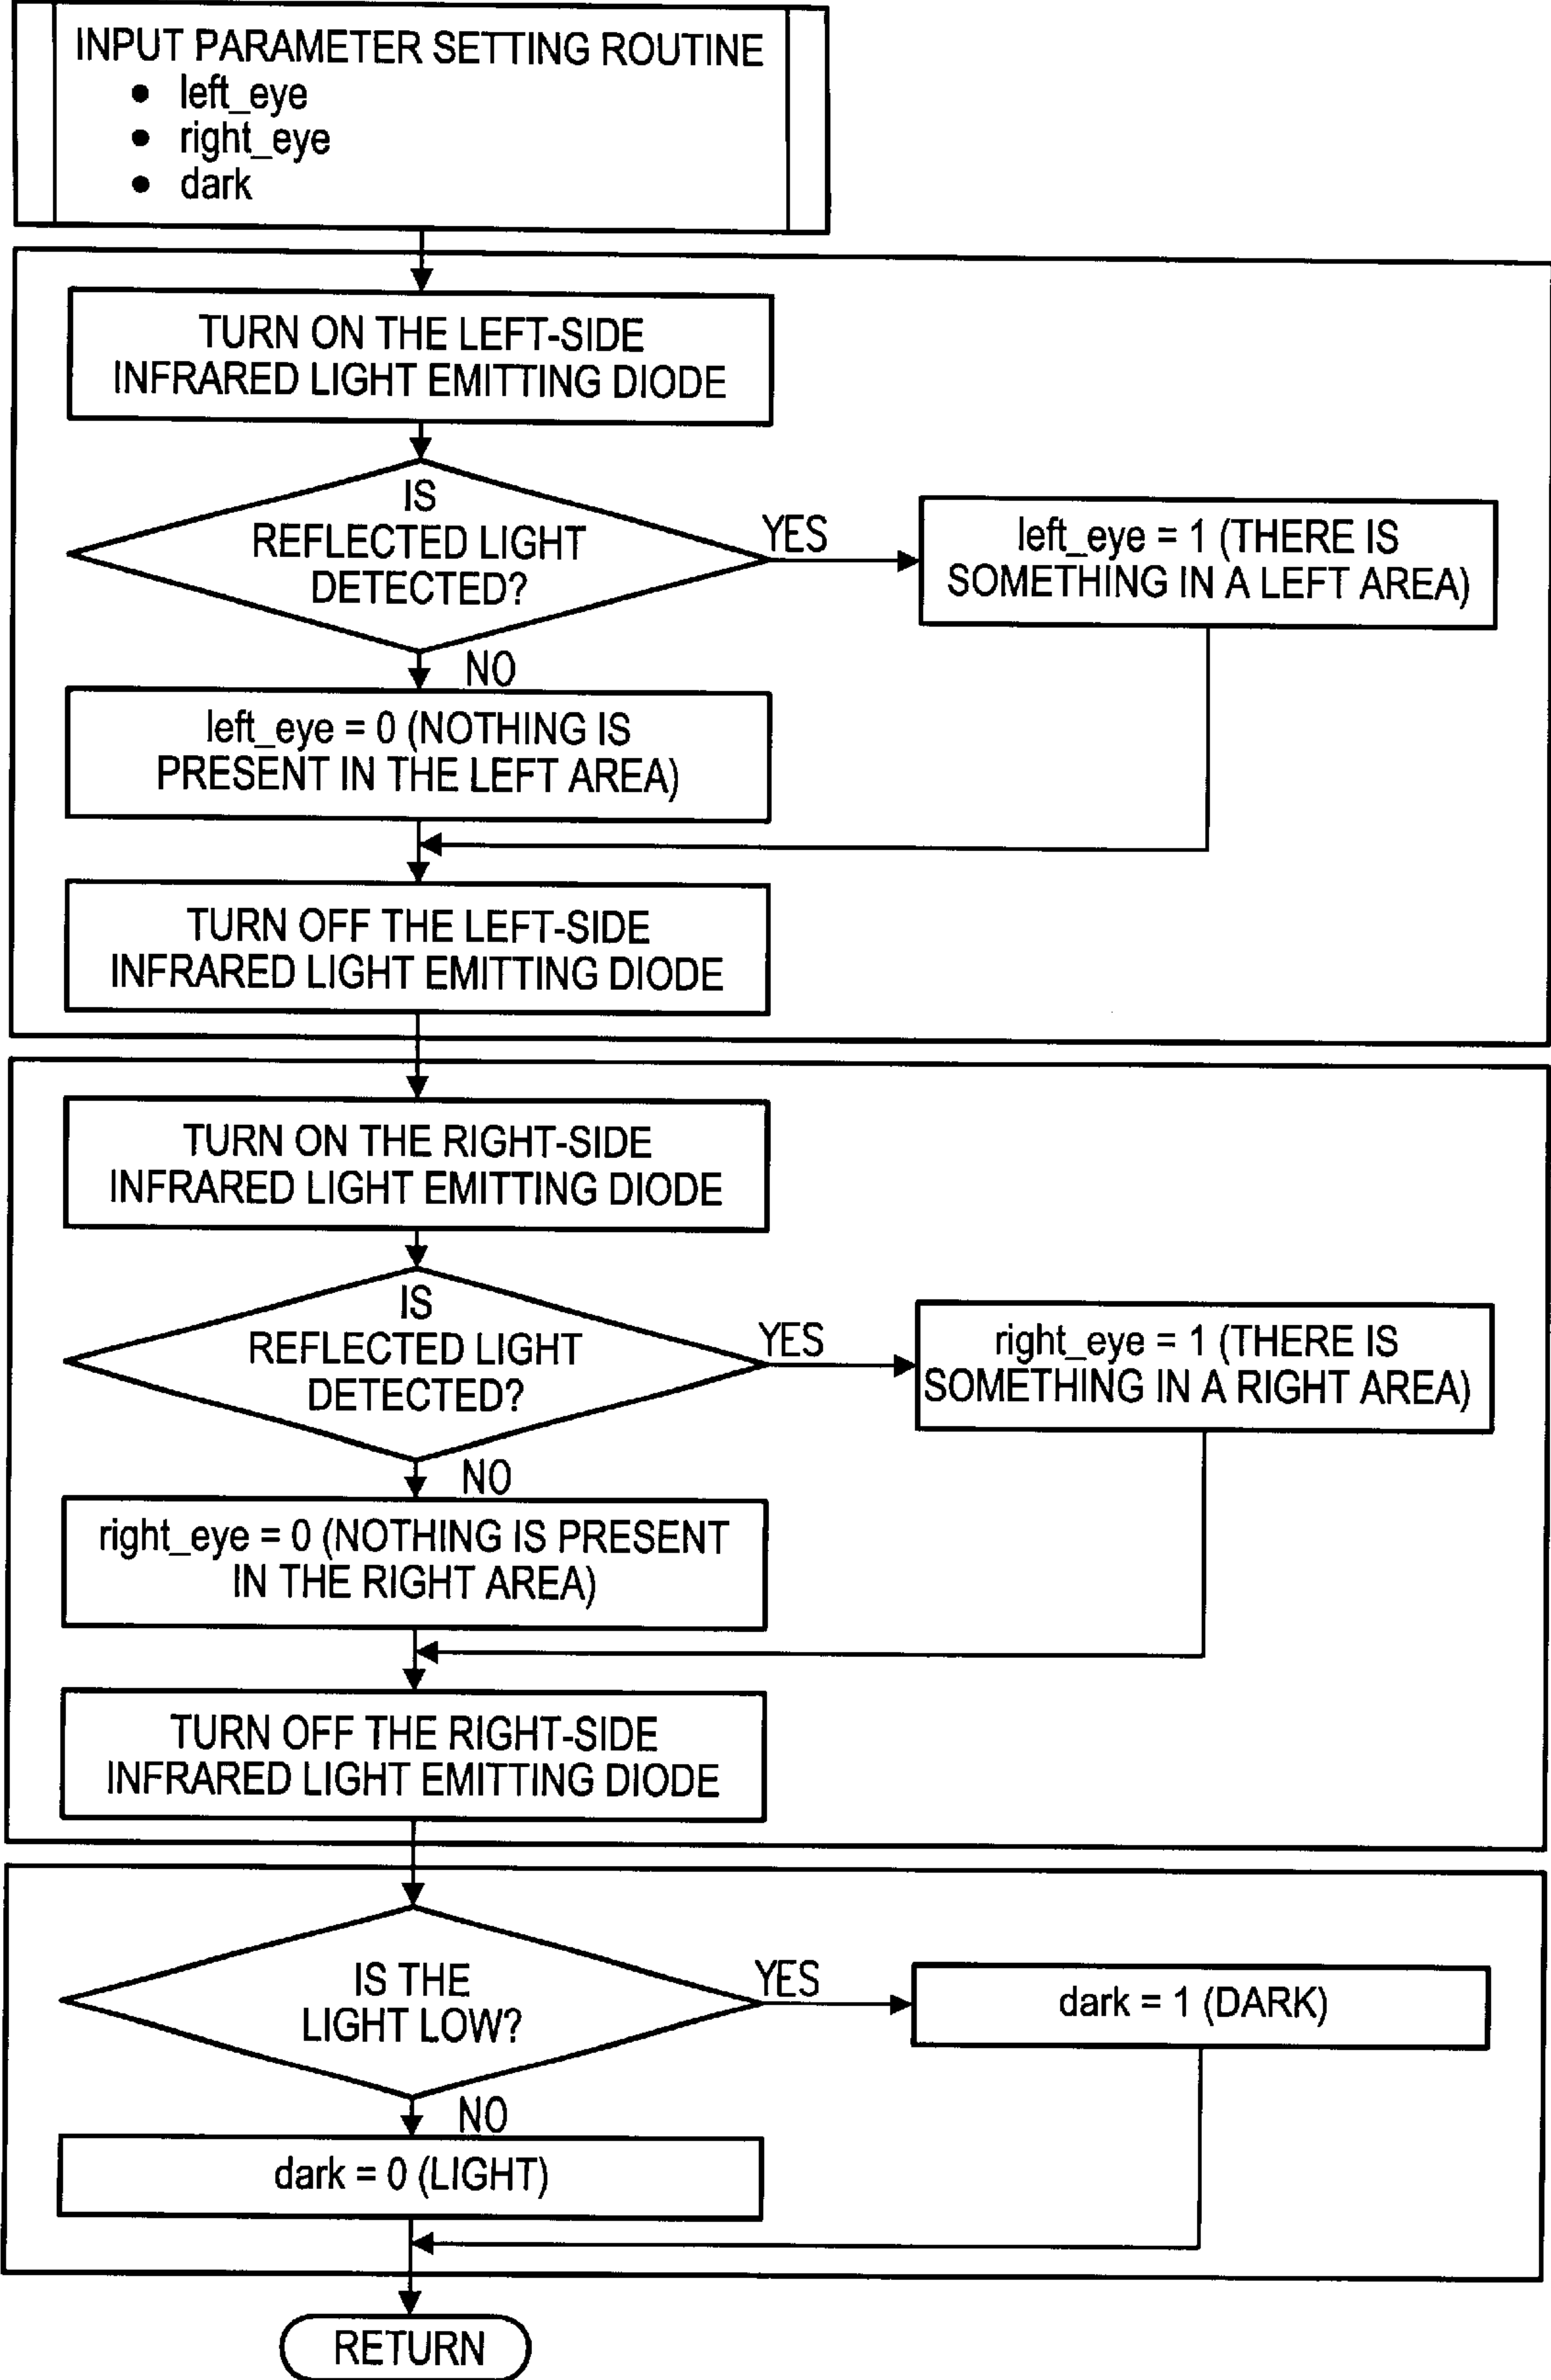 INPUT PARAMETER SETTING ROUTINE
• left_eye
• right_eye
• dark
TURN ON THE LEFT-SIDE
INFRARED LIGHT EMITTING DIODE
IS
REFLECTED LIGHT
DETECTED?
YES
left_eye = 1 (THERE IS
SOMETHING IN A LEFT AREA)
NO
left_eye = 0 (NOTHING IS
PRESENT IN THE LEFT AREA)
TURN OFF THE LEFT-SIDE
INFRARED LIGHT EMITTING DIODE
TURN ON THE RIGHT-SIDE
INFRARED LIGHT EMITTING DIODE
IS
REFLECTED LIGHT
DETECTED?
YES
right_eye = 1 (THERE IS
SOMETHING IN A RIGHT AREA)
NO
right_eye = 0 (NOTHING IS PRESENT
IN THE RIGHT AREA)
TURN OFF THE RIGHT-SIDE
INFRARED LIGHT EMITTING DIODE
IS THE
LIGHT LOW?
YES
dark = 1 (DARK)
NO
dark = 0 (LIGHT)
RETURN